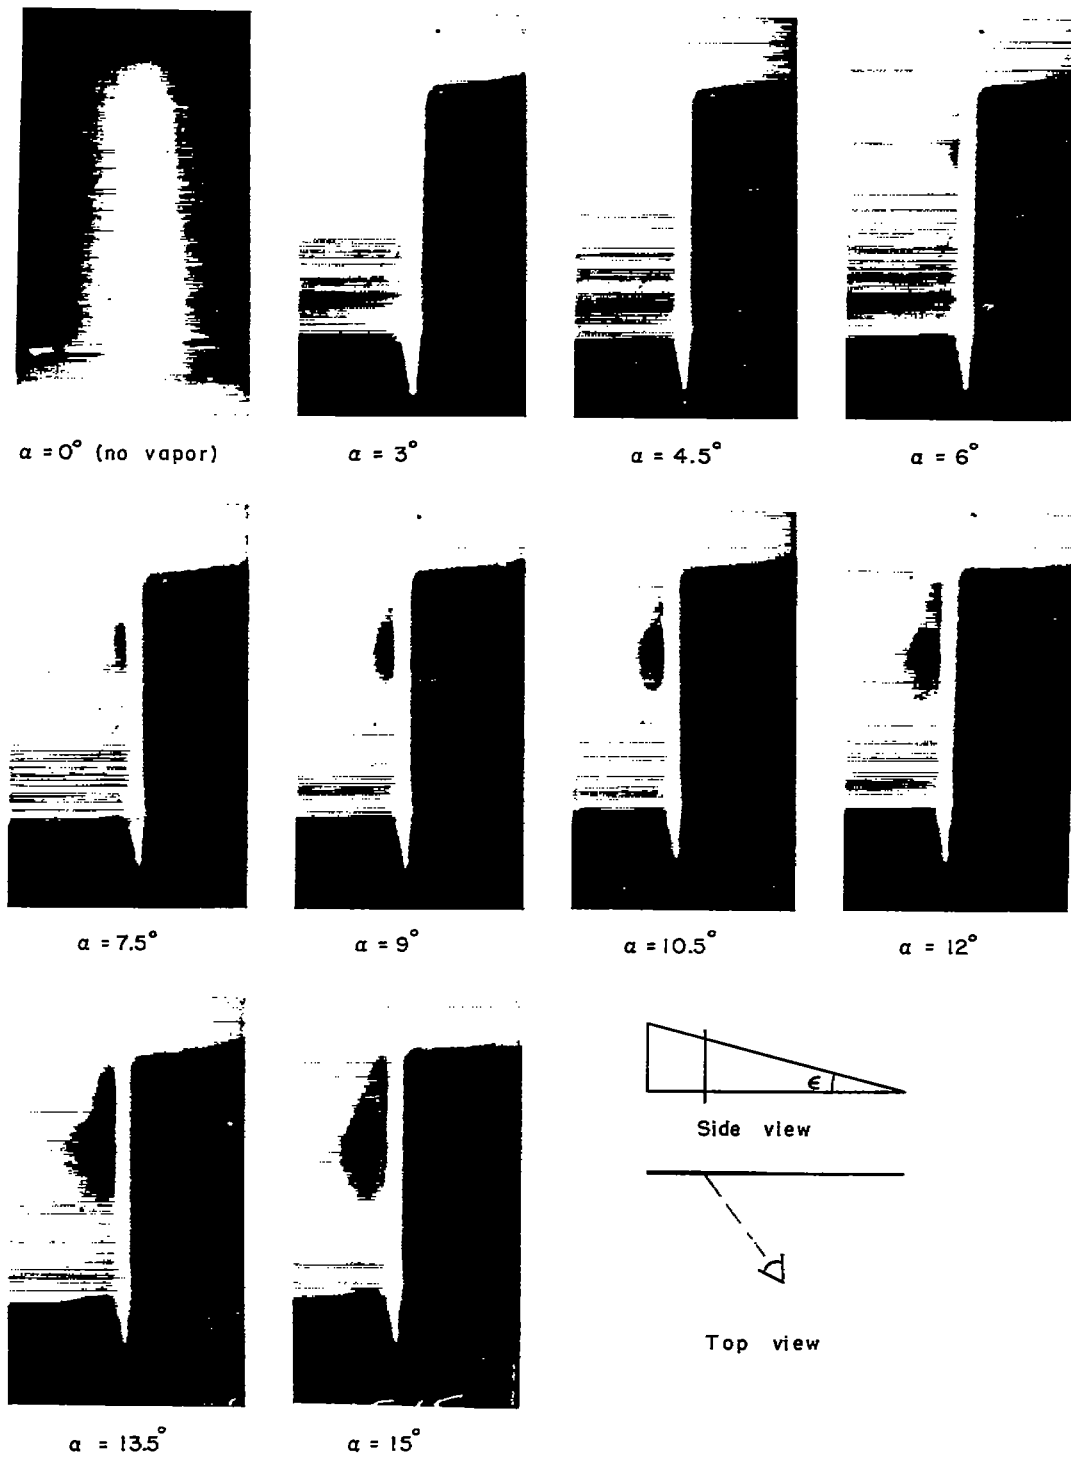 α = 0° (no vapor)
α = 3°
α = 4.5°
α = 6°
α = 7.5°
α = 9°
α = 10.5°
α = 12°
ϵ
Side view
Top view
α = 13.5°
α = 15°